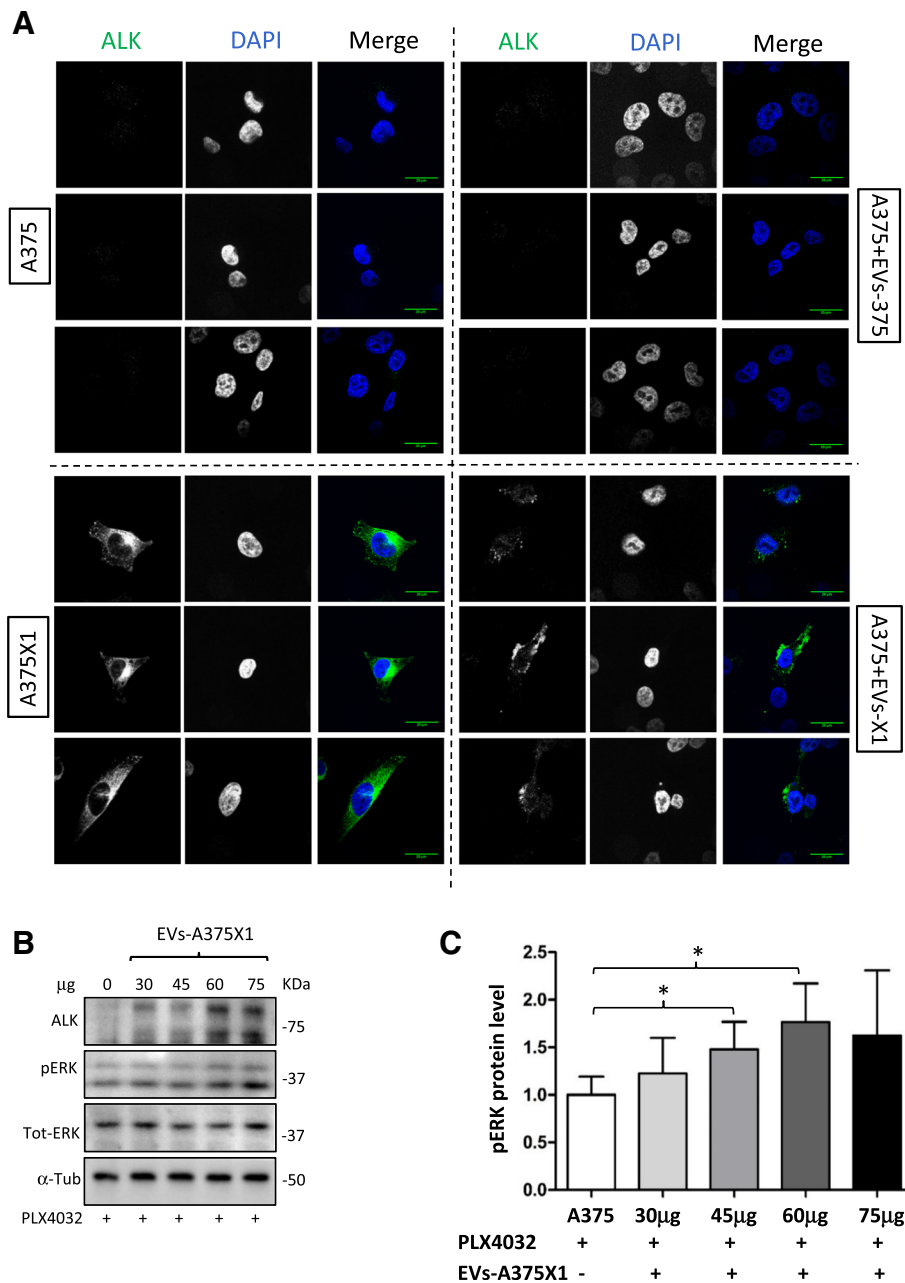 A
ALK DAPI Merge ALK DAPI Merge
A375
A375+EVs-375
A375X1
A375+EVs-X1
B
EVs-A375X1
µg 0 30 45 60 75 KDa
ALK
-75
pERK
-37
Tot-ERK
-37
α-Tub
-50
PLX4032 + + + + +
C
pERK protein level
2.5
2.0
1.5
1.0
0.5
0.0
*
*
A375 30µg 45µg 60µg 75µg
PLX4032 + + + + +
EVs-A375X1 - + + + +